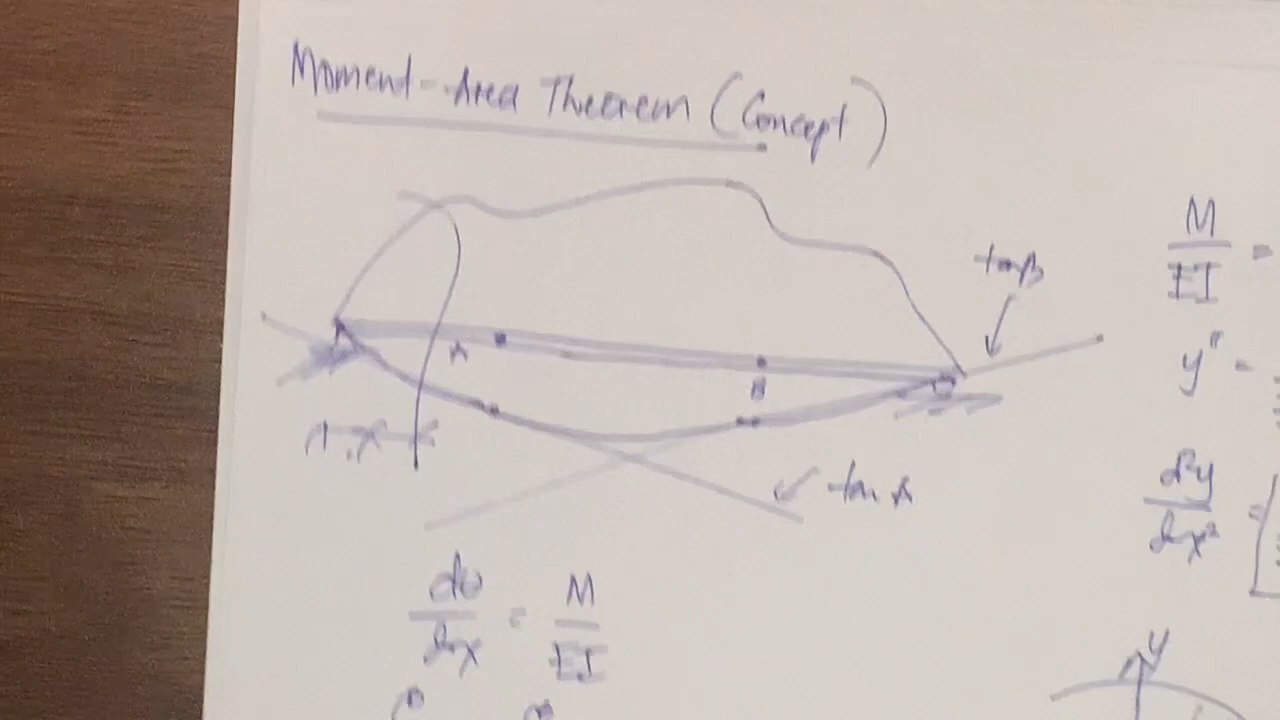 Moment-Area Theorem (Concept)
tan B
A
B
x
tan A
dθ/dx = M/EI
M/EI =
y" =
d²y/dx² =
y